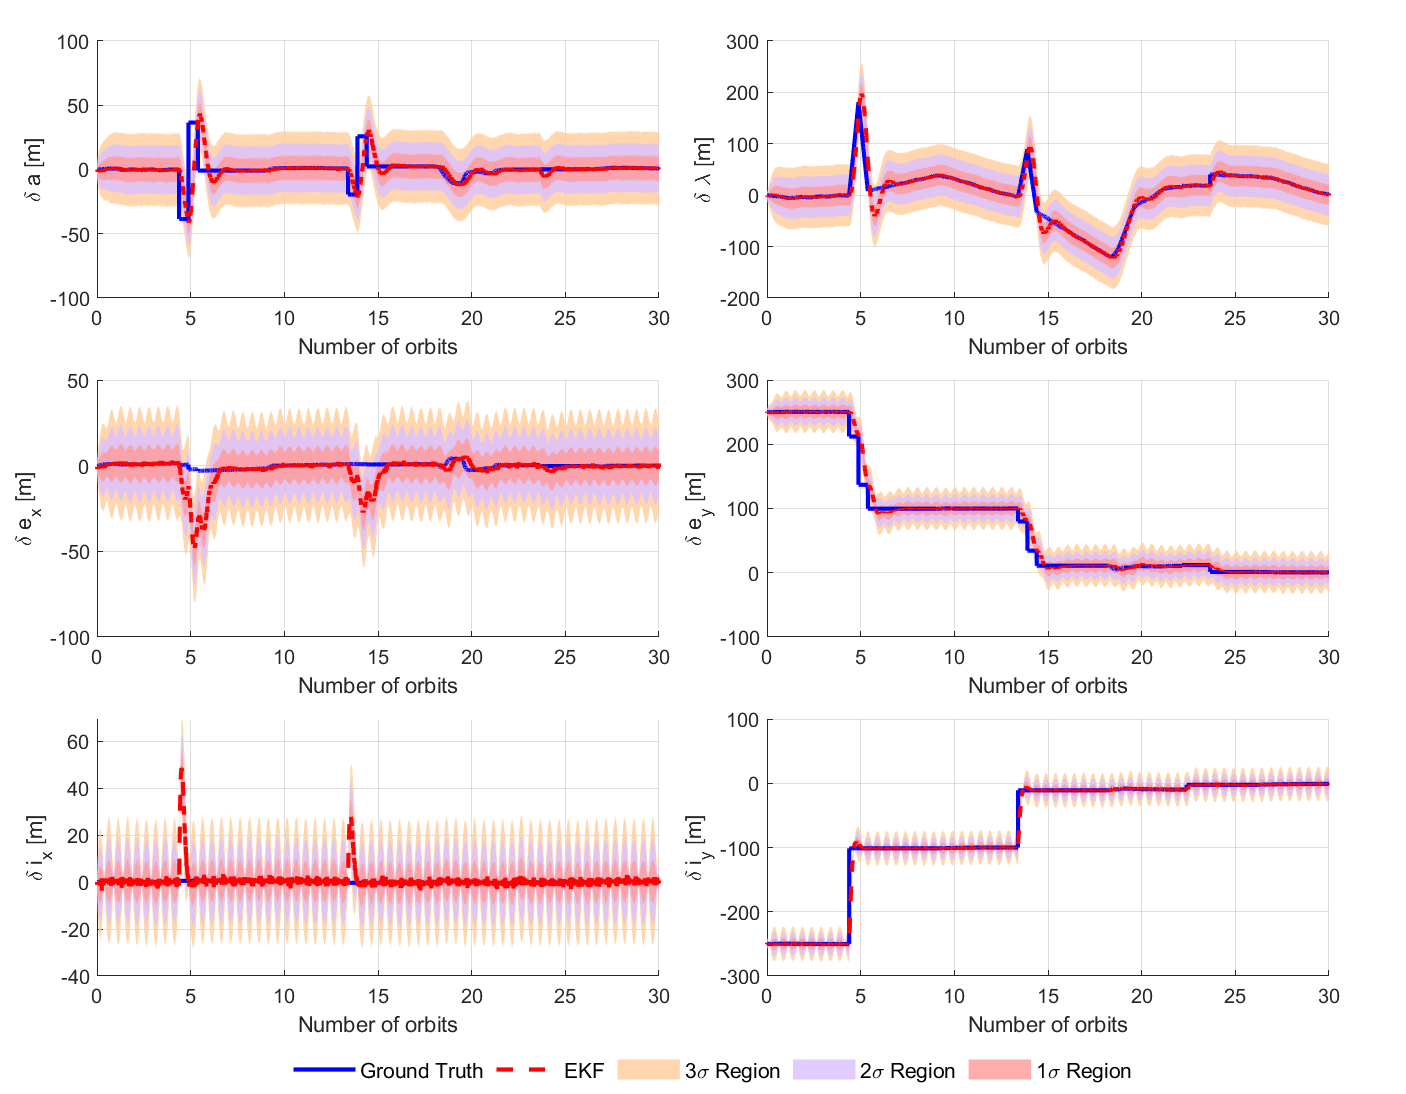 100
50
0
-50
-100
δ a [m]
0 5 10 15 20 25 30
Number of orbits
300
200
100
0
-100
-200
δ λ [m]
0 5 10 15 20 25 30
Number of orbits
50
0
-50
-100
δ e_x [m]
0 5 10 15 20 25 30
Number of orbits
300
200
100
0
-100
δ e_y [m]
0 5 10 15 20 25 30
Number of orbits
60
40
20
0
-20
-40
δ i_x [m]
0 5 10 15 20 25 30
Number of orbits
100
0
-100
-200
-300
δ i_y [m]
0 5 10 15 20 25 30
Number of orbits
Ground Truth EKF 3σ Region 2σ Region 1σ Region